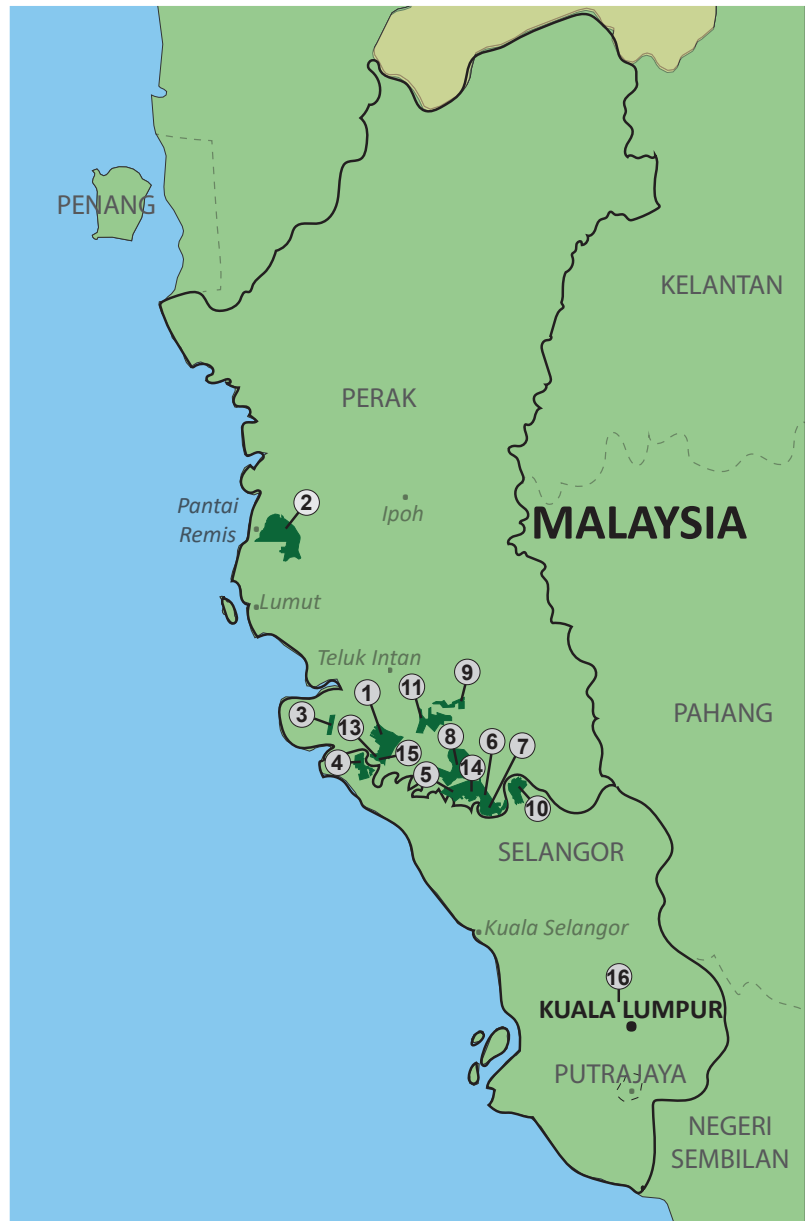 PENANG
KELANTAN
PERAK
Pantai
Remis
2
Ipoh
MALAYSIA
Lumut
Teluk Intan
9
11
1
3
13
PAHANG
6
7
8
15
4
14
5
10
SELANGOR
Kuala Selangor
16
KUALA LUMPUR
PUTRAJAYA
NEGERI
SEMBILAN